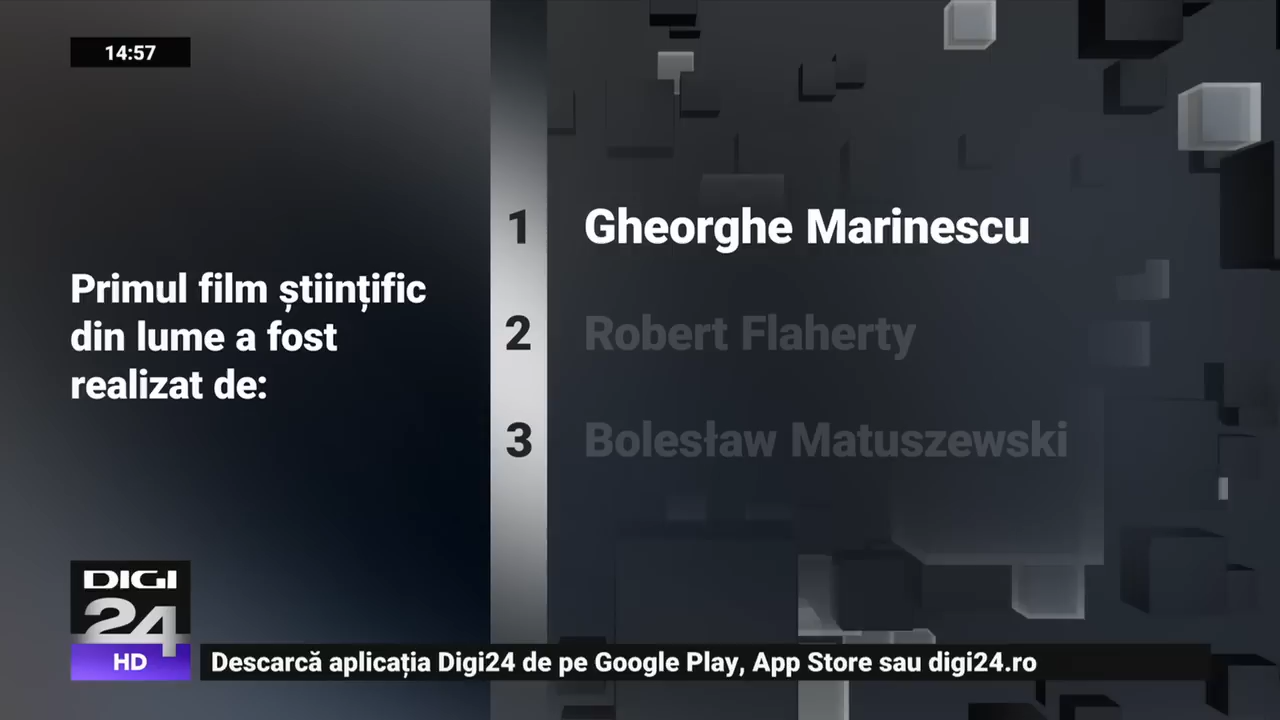 14:57
Primul film științific
din lume a fost
realizat de:
1 Gheorghe Marinescu
2 Robert Flaherty
3 Bolesław Matuszewski
DIGI
24
HD
Descarcă aplicația Digi24 de pe Google Play, App Store sau digi24.ro